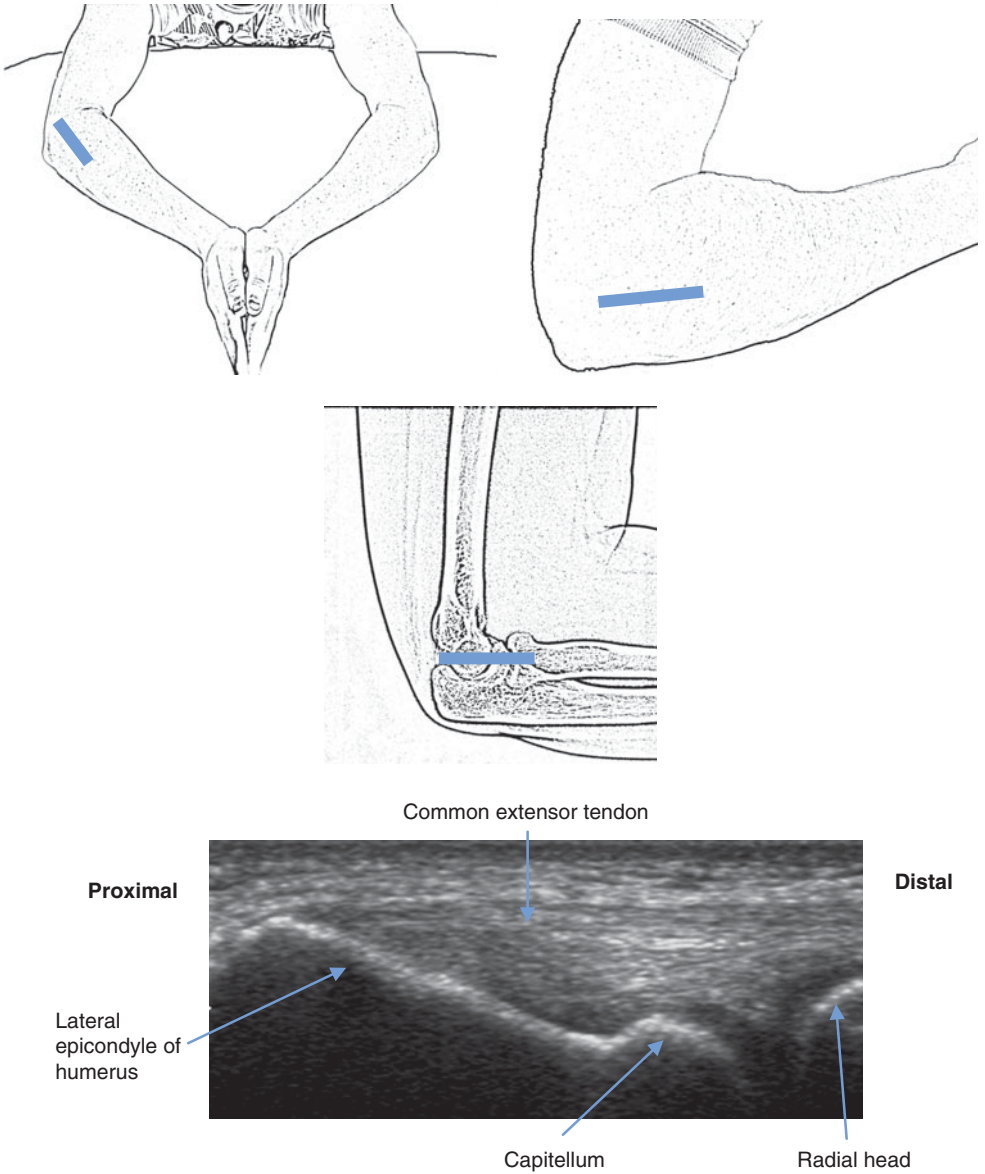 Common extensor tendon
Proximal
Distal
Lateral
epicondyle of
humerus
Capitellum
Radial head